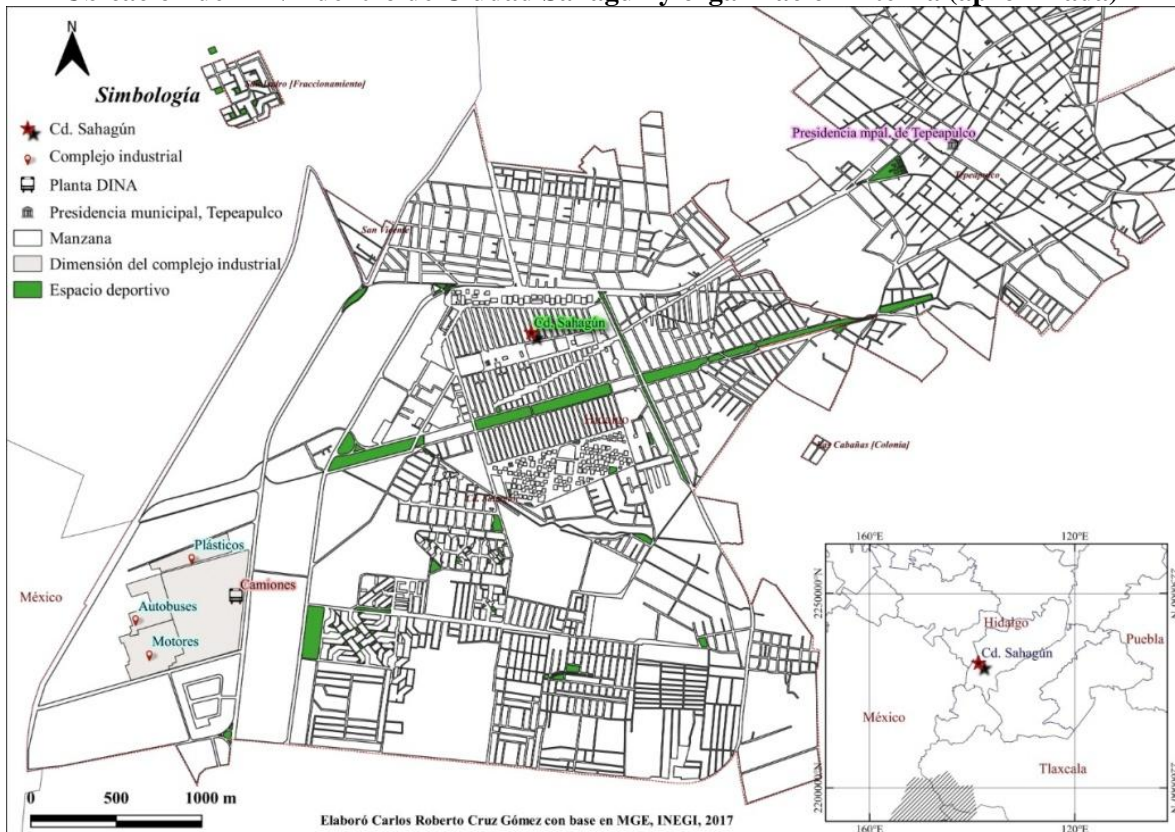 Simbología
Cd. Sahagún
Complejo industrial
Planta DINA
Presidencia municipal, Tepeapulco
Manzana
Dimensión del complejo industrial
Espacio deportivo
[Fraccionamiento]
Presidencia mpal. de Tepeapulco
Tepeapulco
San Vicente
Cd. Sahagún
Hidalgo
Cabañas [Colonia]
Plásticos
Camiones
México
Autobuses
Motores
0 500 1000 m
Elaboró Carlos Roberto Cruz Gómez con base en MGE, INEGI, 2017
160°E 120°E
2250000°N
Hidalgo
Puebla
Cd. Sahagún
México
Tlaxcala
2200000°N
160°E 120°E